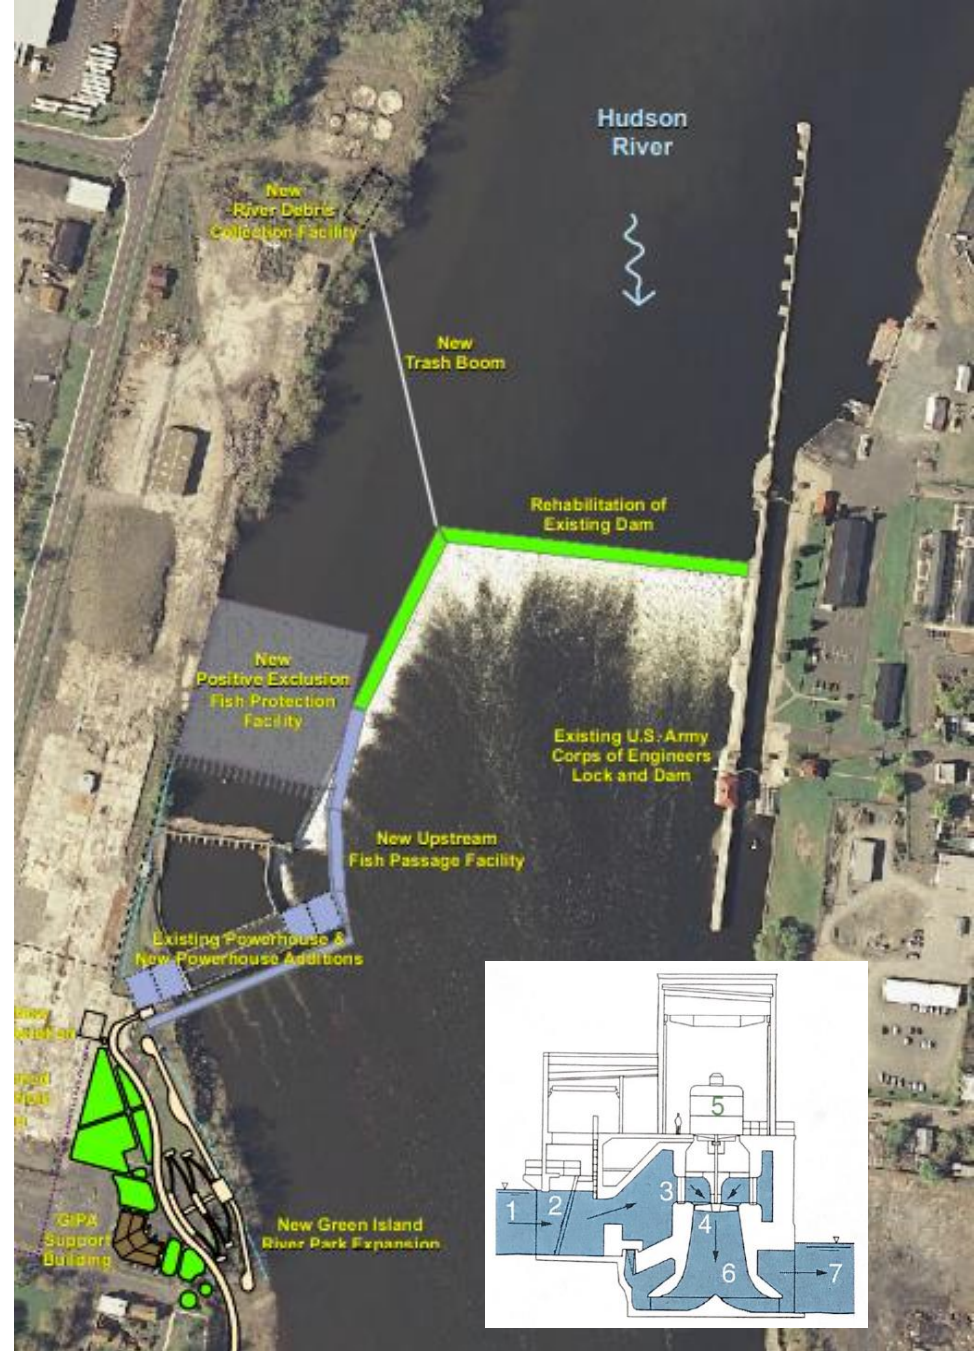 Hudson
River
New
River Debris
Collection Facility
New
Trash Boom
Rehabilitation of
Existing Dam
New
Positive Exclusion
Fish Protection
Facility
Existing U.S. Army
Corps of Engineers
Lock and Dam
New Upstream
Fish Passage Facility
Existing Powerhouse &
New Powerhouse Additions
GIPA
Support
Building
New Green Island
River Park Expansion
5
3
2
1
4
6
7